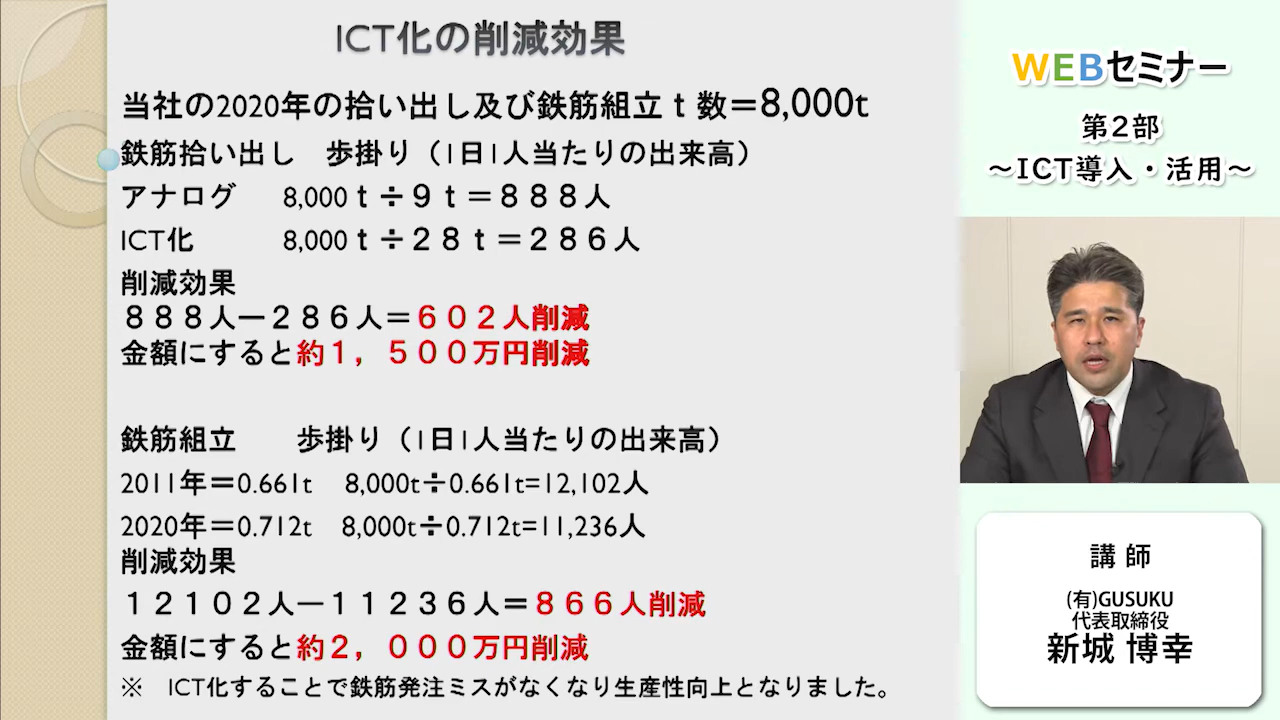 ICT化の削減効果
当社の2020年の拾い出し及び鉄筋組立ｔ数＝8,000t
鉄筋拾い出し　歩掛り（1日1人当たりの出来高）
アナログ　8,000ｔ÷９ｔ＝８８８人
ICT化　8,000ｔ÷２８ｔ＝２８６人
削減効果
８８８人ー２８６人＝６０２人削減
金額にすると約１，５００万円削減
鉄筋組立　歩掛り（1日1人当たりの出来高）
2011年＝0.661t　8,000t÷0.661t=12,102人
2020年＝0.712t　8,000t÷0.712t=11,236人
削減効果
１２１０２人ー１１２３６人＝８６６人削減
金額にすると約２，０００万円削減
※　ICT化することで鉄筋発注ミスがなくなり生産性向上となりました。
WEBセミナー
第２部
～ICT導入・活用～
講 師
(有)GUSUKU
代表取締役
新城 博幸